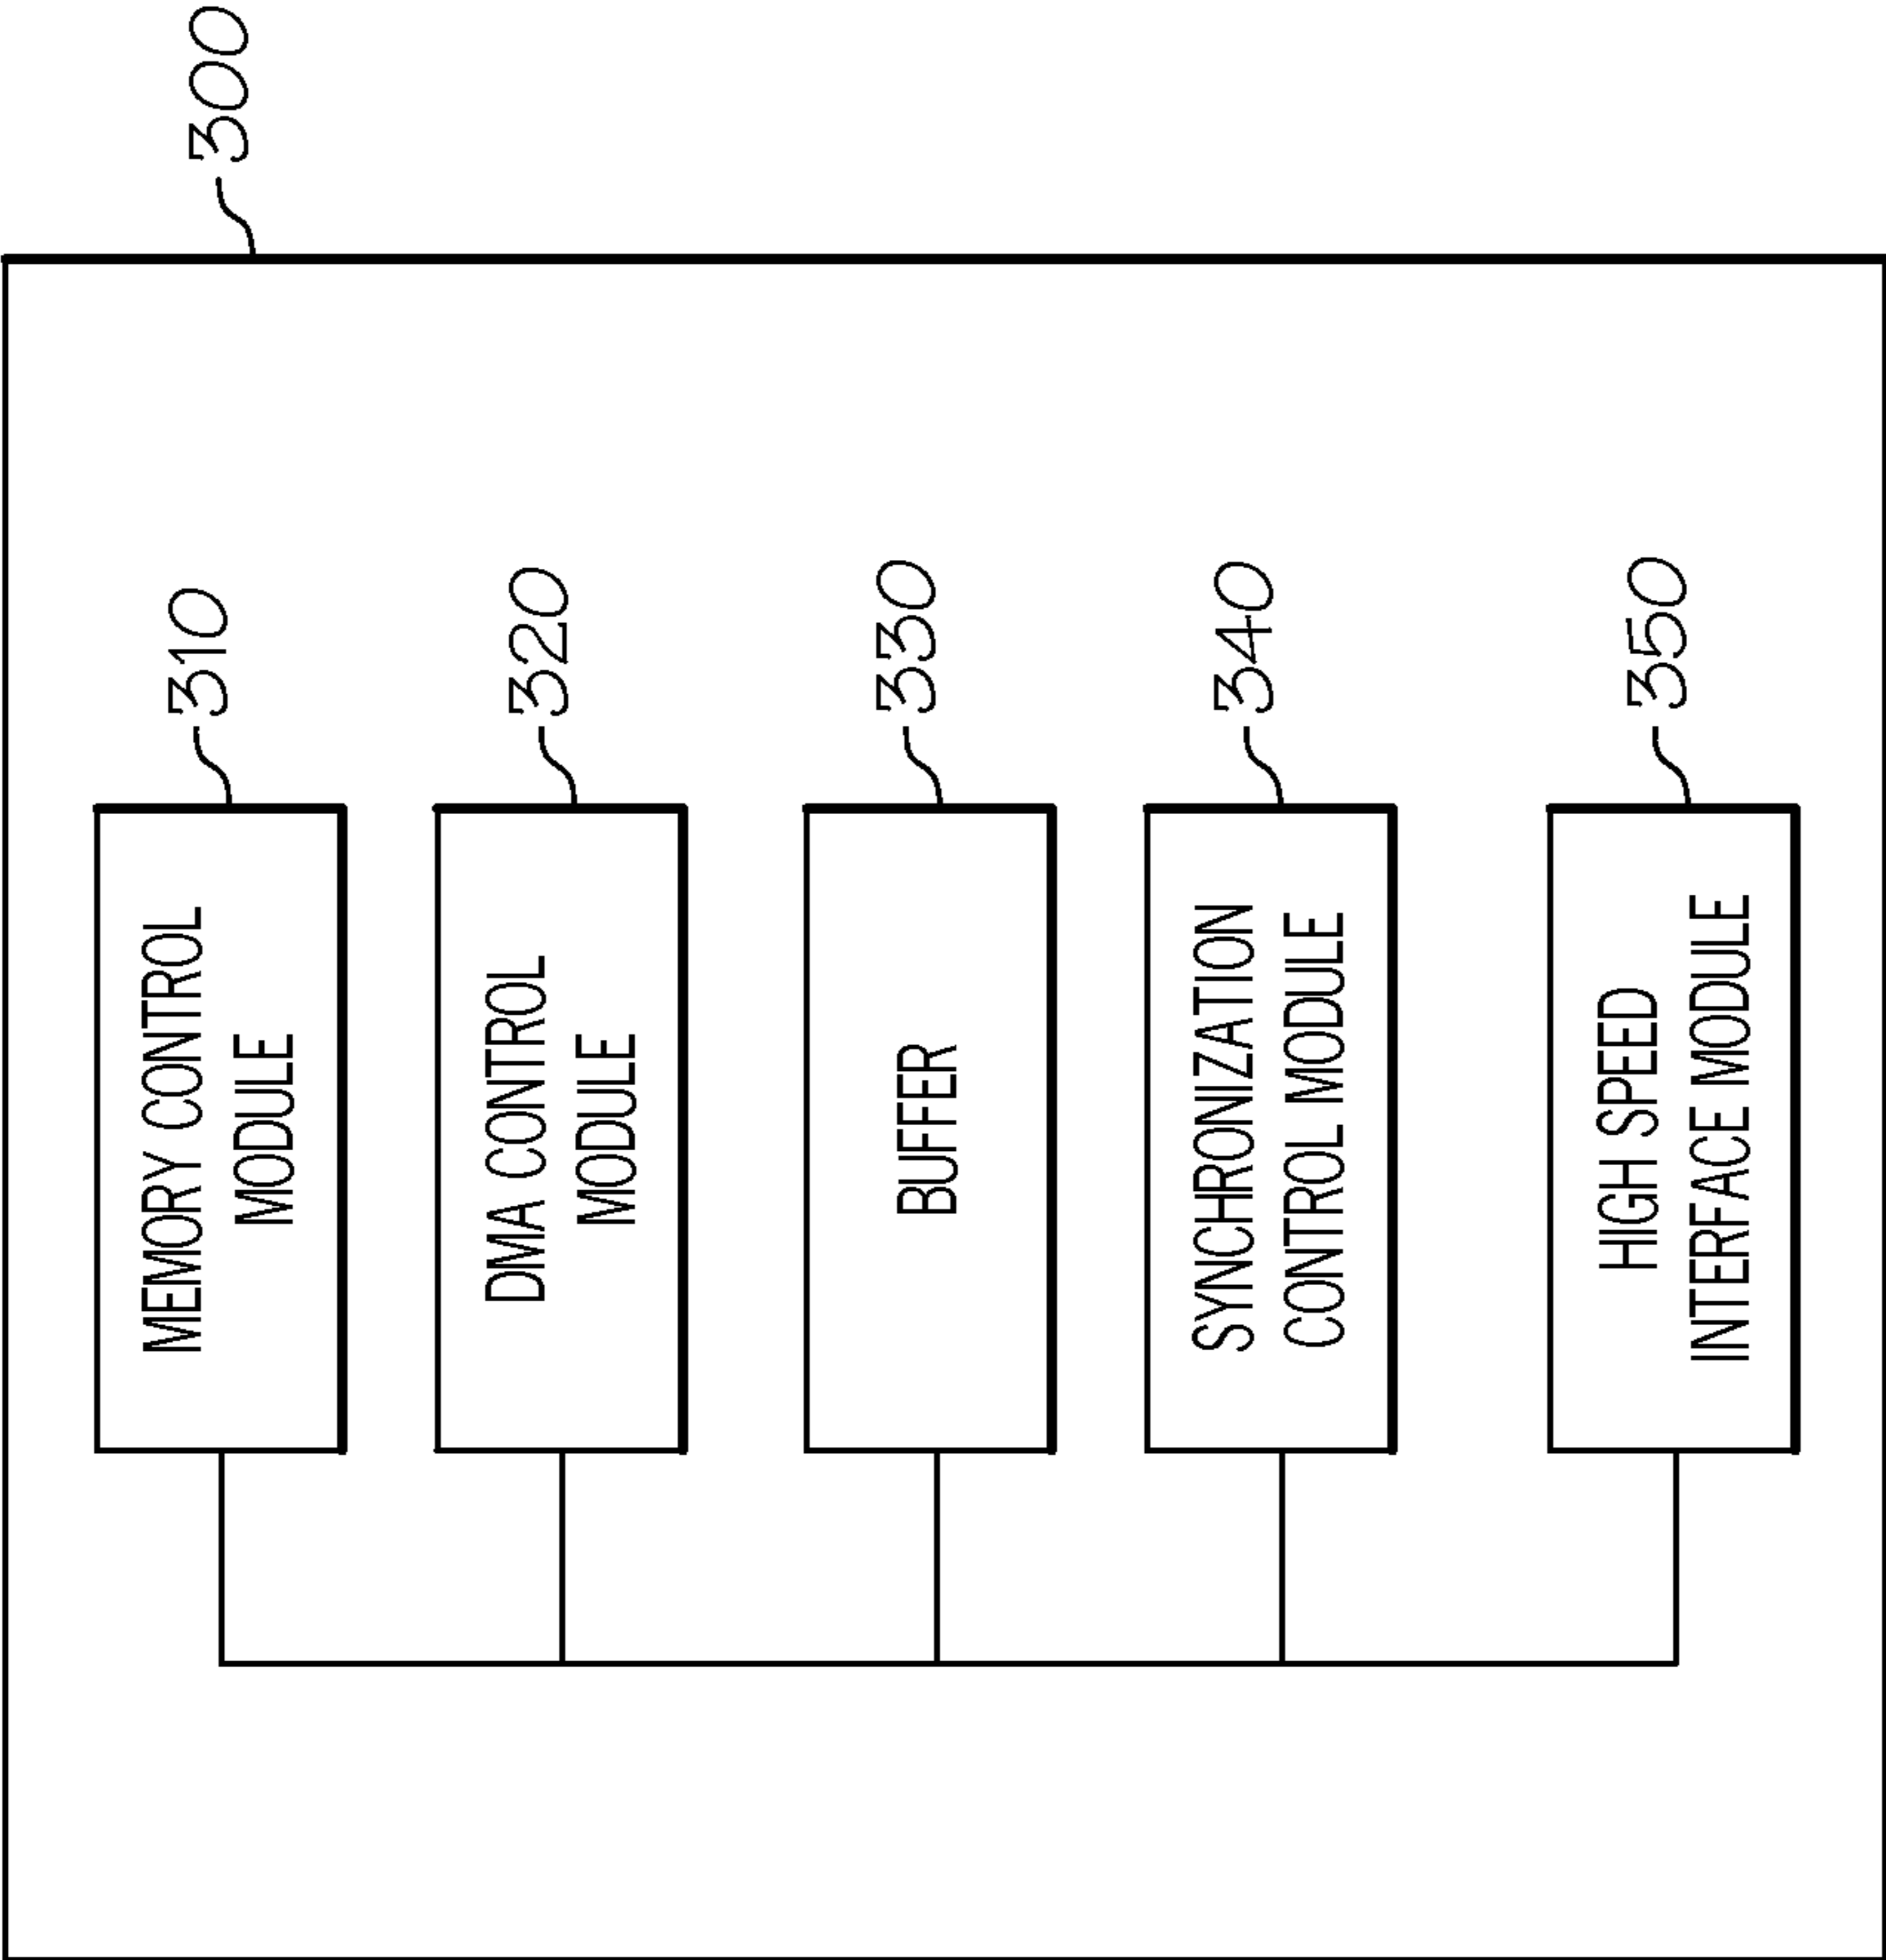 300
310
MEMORY CONTROL
MODULE
320
DMA CONTROL
MODULE
330
BUFFER
340
SYNCHRONIZATION
CONTROL MODULE
350
HIGH SPEED
INTERFACE MODULE